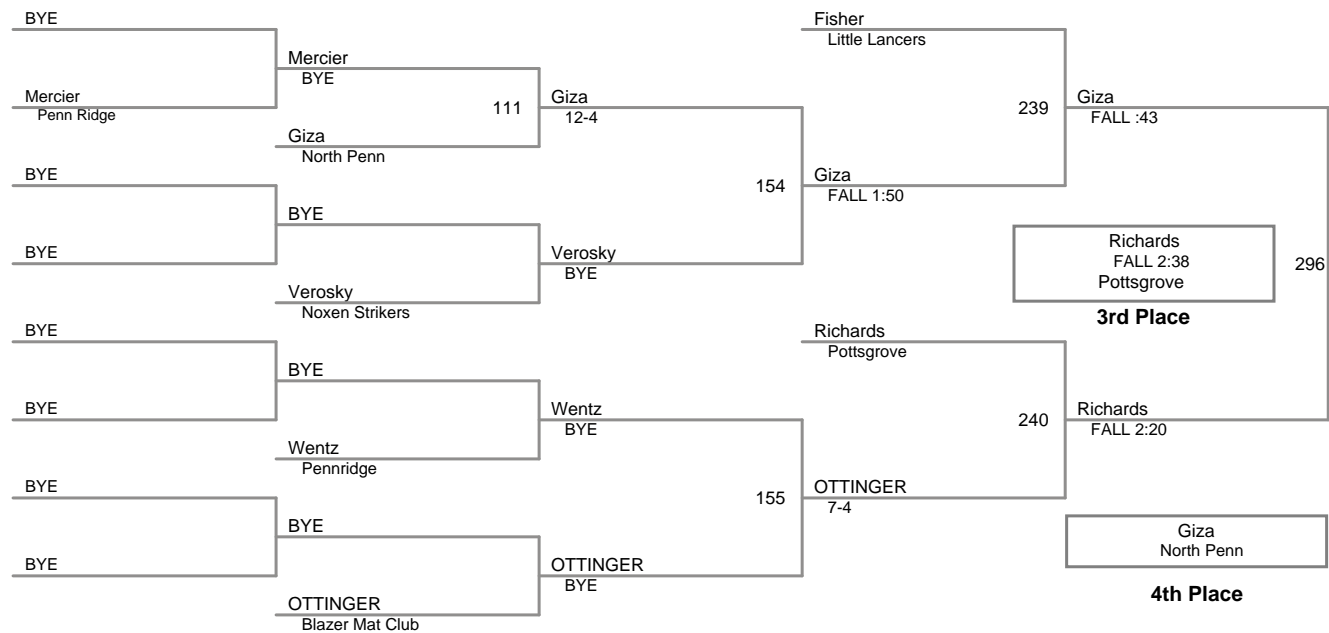 BYE
Mercier
Penn Ridge
BYE
BYE
BYE
BYE
BYE
BYE
Mercier
BYE
Giza
North Penn
BYE
Verosky
Noxen Strikers
BYE
Wentz
Pennridge
BYE
OTTINGER
Blazer Mat Club
111
Giza
12-4
Verosky
BYE
Wentz
BYE
OTTINGER
BYE
154
155
Fisher
Little Lancers
Giza
FALL 1:50
Richards
Pottsgrove
OTTINGER
7-4
239
240
Giza
FALL :43
Richards
FALL 2:20
296
Richards
FALL 2:38
Pottsgrove
3rd Place
Giza
North Penn
4th Place